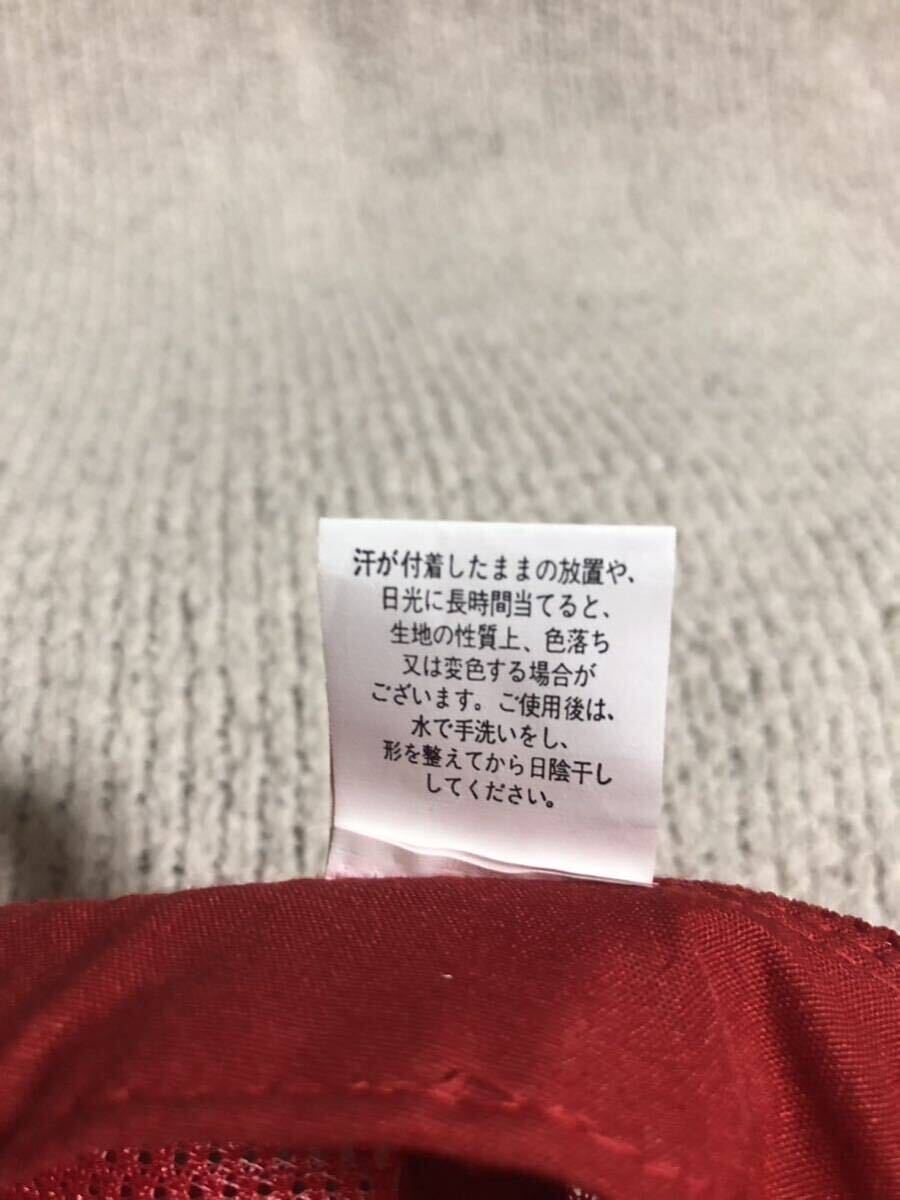 汗が付着したままの放置や、
日光に長時間当てると、
生地の性質上、色落ち
又は変色する場合が
ございます。ご使用後は、
水で手洗いをし、
形を整えてから日陰干し
してください。